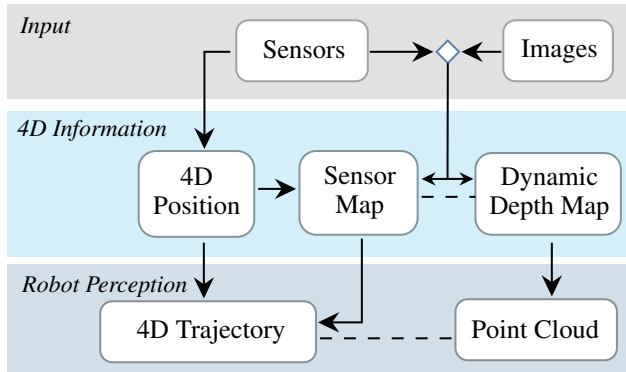 Input
Sensors
Images
4D Information
4D
Position
Sensor
Map
Dynamic
Depth Map
Robot Perception
4D Trajectory
Point Cloud